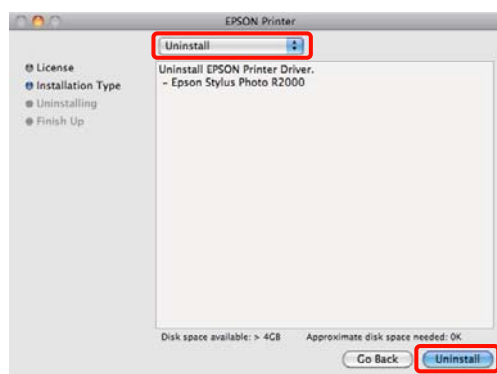 EPSON Printer
Uninstall
License
Installation Type
Uninstalling
Finish Up
Uninstall EPSON Printer Driver.
- Epson Stylus Photo R2000
Disk space available: > 4GB Approximate disk space needed: 0K
Go Back Uninstall